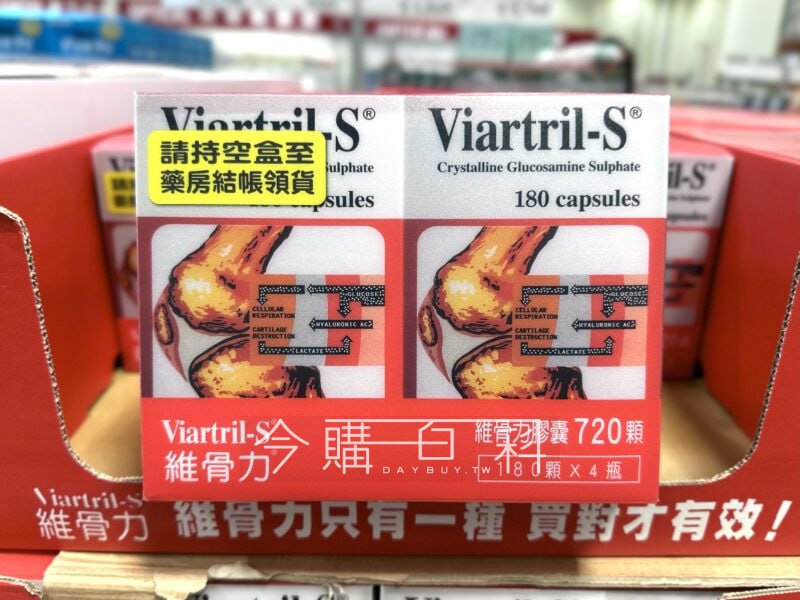 Viartril-S®
Sulphate
180 capsules
請持空盒至
藥房結帳領貨
Viartril-S®
Crystalline Glucosamine Sulphate
180 capsules
GLUCOSE
CELLULAR
RESPIRATION
HYALURONIC AC
CARTILAGE
DESTRUCTION
LACTATE
GLUCOSE
CELLULAR
RESPIRATION
HYALURONIC AC
CARTILAGE
DESTRUCTION
LACTATE
Viartril-S®
維骨力
維骨力膠囊 720顆
180顆 X 4 瓶
今購百科
DAYBUY.TW
Viartril-S
維骨力
維骨力只有一種 買對才有效!